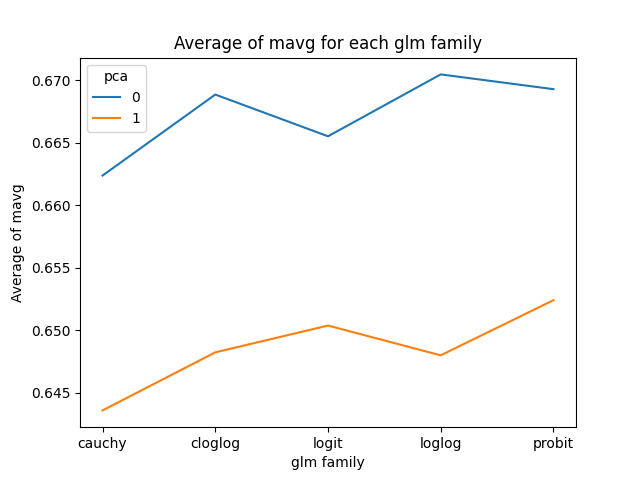 Average of mavg for each glm family
pca
0
1
0.670
0.665
0.660
0.655
0.650
0.645
Average of mavg
cauchy cloglog logit loglog probit
glm family